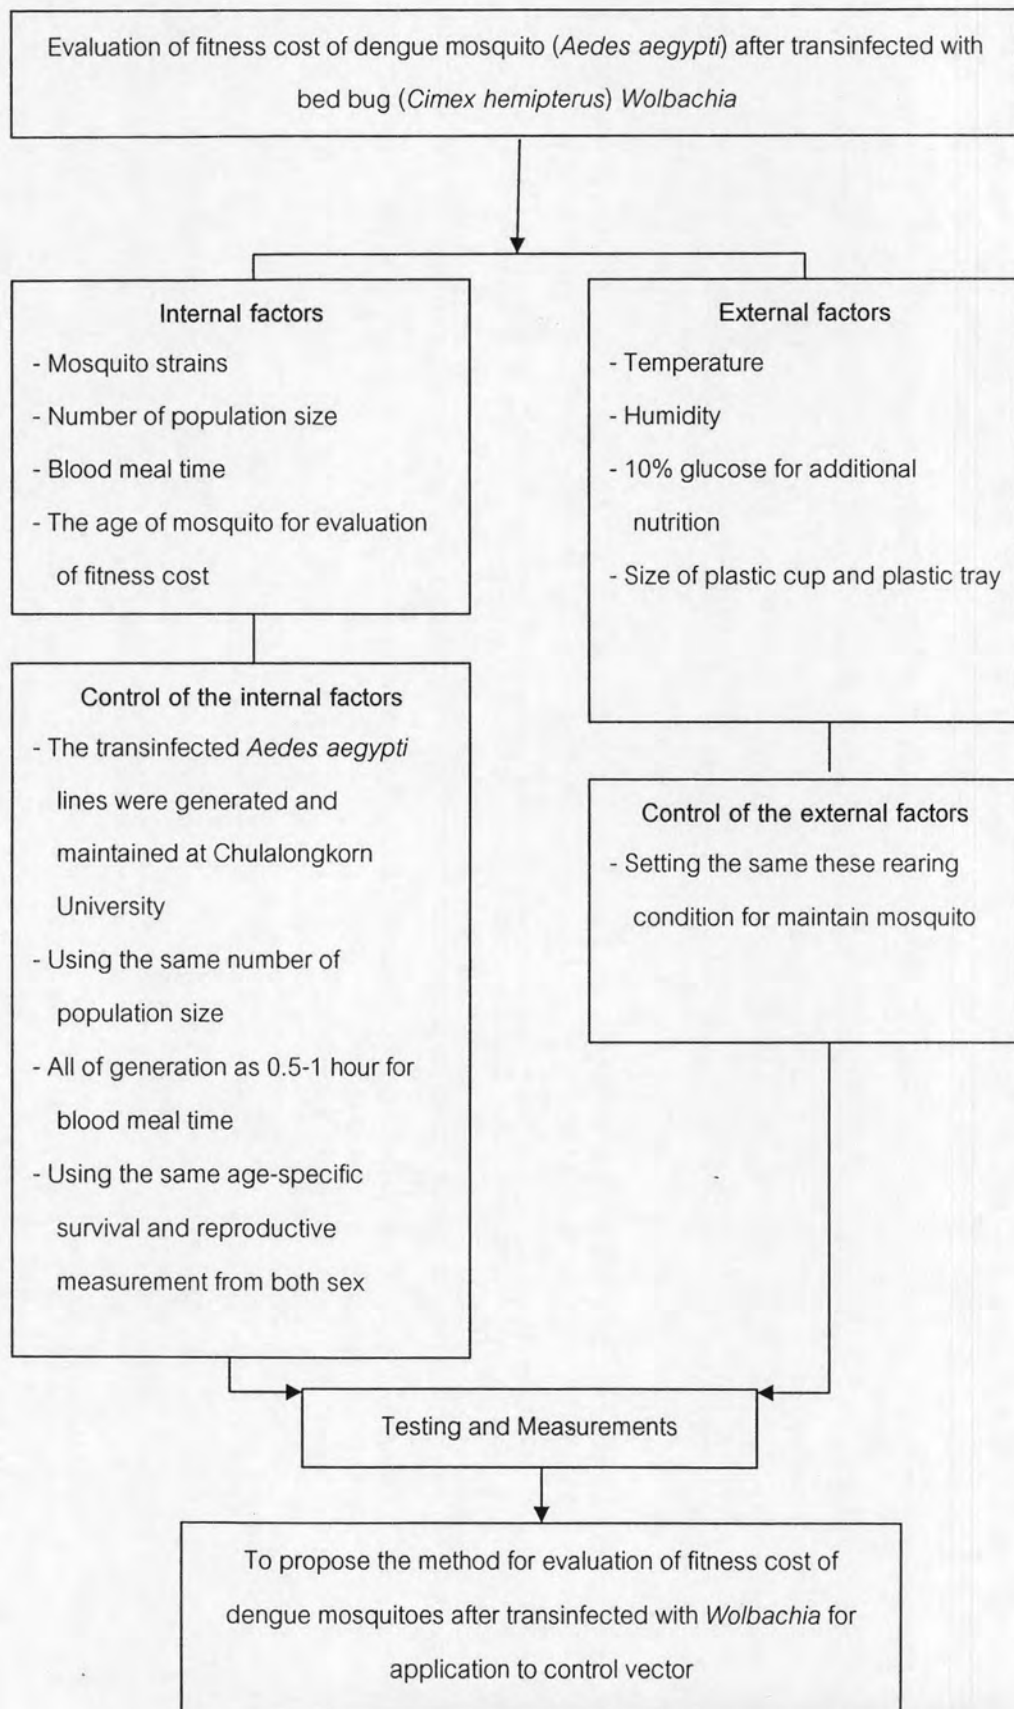 Evaluation of fitness cost of dengue mosquito (Aedes aegypti) after transinfected with
bed bug (Cimex hemipterus) Wolbachia
Internal factors
- Mosquito strains
- Number of population size
- Blood meal time
- The age of mosquito for evaluation
of fitness cost
External factors
- Temperature
- Humidity
- 10% glucose for additional
nutrition
- Size of plastic cup and plastic tray
Control of the internal factors
- The transinfected Aedes aegypti
lines were generated and
maintained at Chulalongkorn
University
- Using the same number of
population size
- All of generation as 0.5-1 hour for
blood meal time
- Using the same age-specific
survival and reproductive
measurement from both sex
Control of the external factors
- Setting the same these rearing
condition for maintain mosquito
Testing and Measurements
To propose the method for evaluation of fitness cost of
dengue mosquitoes after transinfected with Wolbachia for
application to control vector